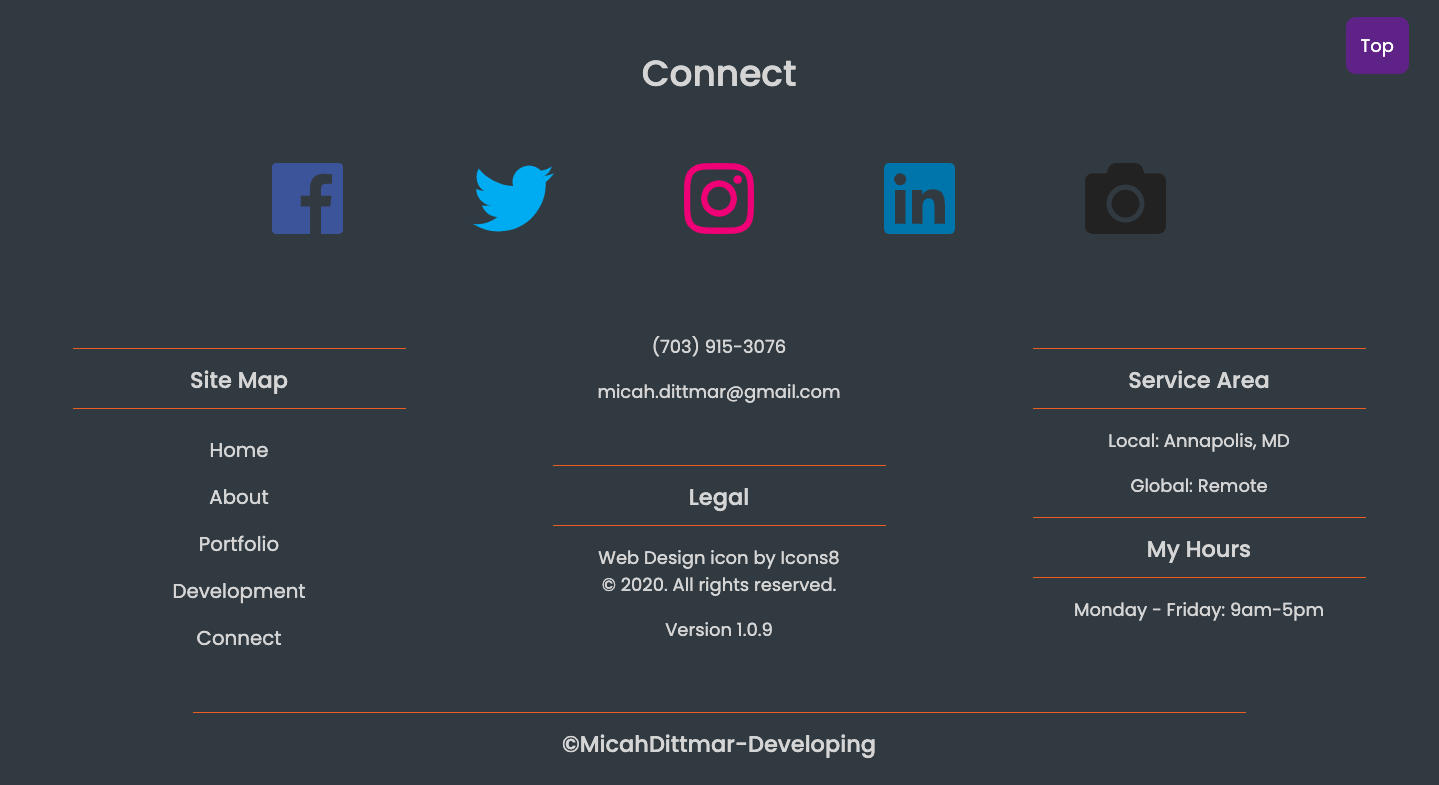 Top
Connect
Site Map
Home
About
Portfolio
Development
Connect
(703) 915-3076
micah.dittmar@gmail.com
Legal
Web Design icon by Icons8
© 2020. All rights reserved.
Version 1.0.9
Service Area
Local: Annapolis, MD
Global: Remote
My Hours
Monday - Friday: 9am-5pm
©MicahDittmar-Developing